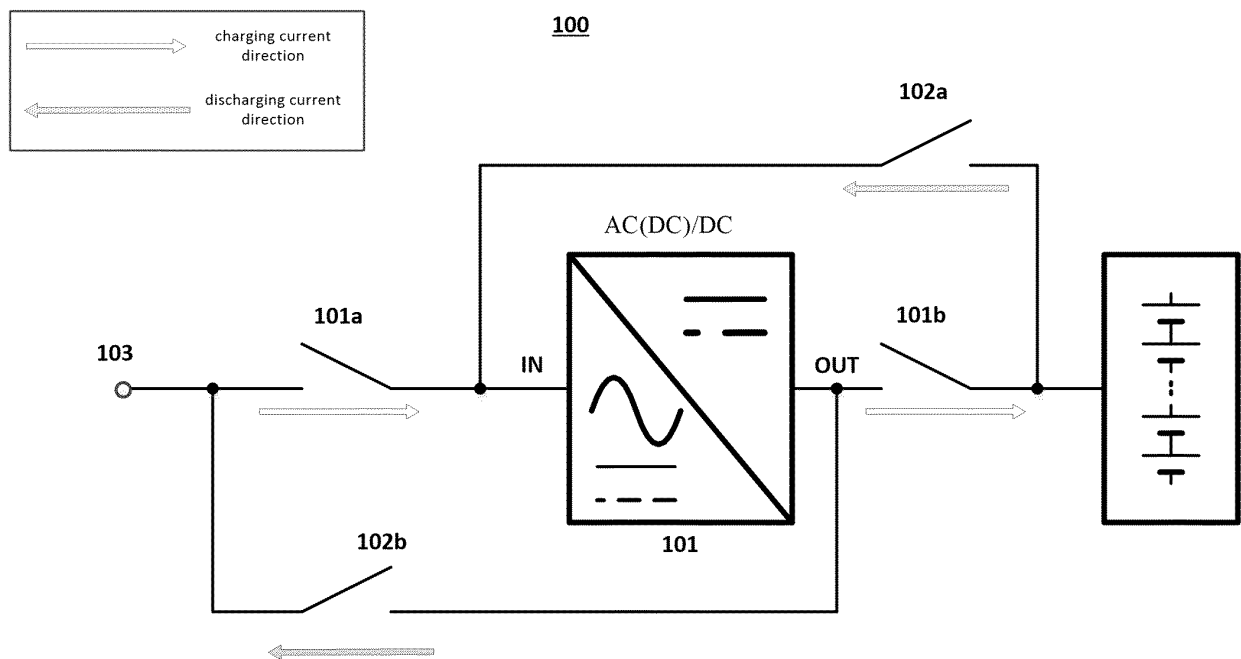 100
charging current
direction
discharging current
direction
102a
AC(DC)/DC
101a
101b
103
IN
OUT
101
102b